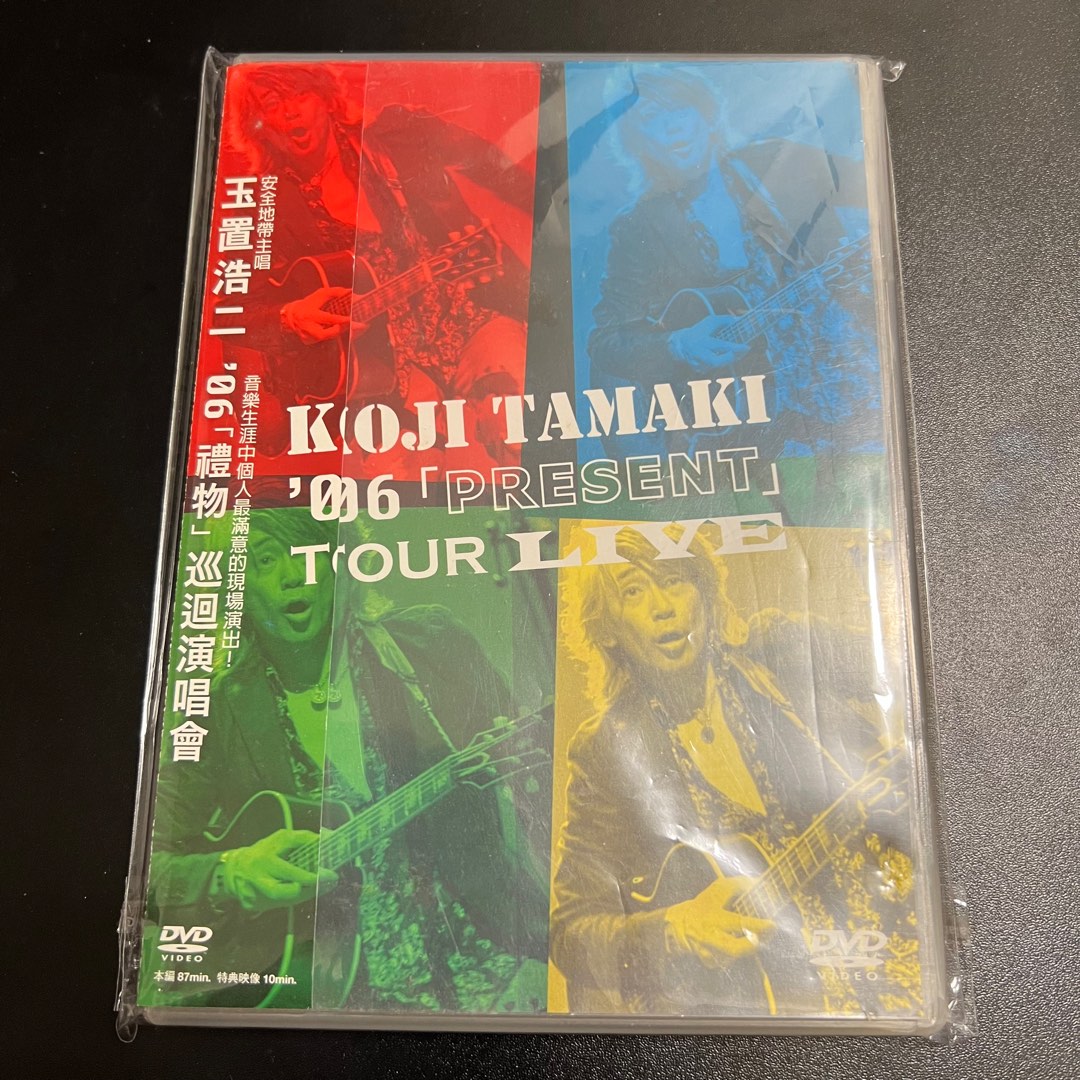 安全地帶主唱
玉置浩二 '06「禮物」巡迴演唱會
音樂生涯中個人最滿意的現場演出！
KOJI TAMAKI
'06「PRESENT」
TOUR LIVE
DVD
VIDEO
本編 87min. 特典映像 10min.
DVD
VIDEO